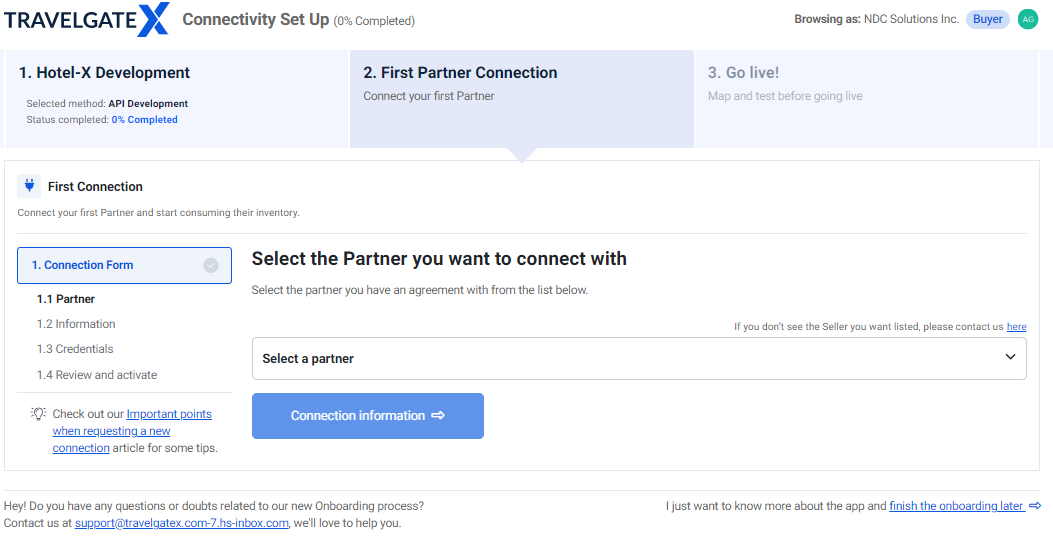 TRAVELGATEX
Connectivity Set Up (0% Completed)
Browsing as: NDC Solutions Inc. Buyer AG
1. Hotel-X Development
Selected method: API Development
Status completed: 0% Completed
2. First Partner Connection
Connect your first Partner
3. Go live!
Map and test before going live
First Connection
Connect your first Partner and start consuming their inventory.
1. Connection Form
1.1 Partner
1.2 Information
1.3 Credentials
1.4 Review and activate
Check out our Important points
when requesting a new
connection article for some tips.
Select the Partner you want to connect with
Select the partner you have an agreement with from the list below.
If you don't see the Seller you want listed, please contact us here
Select a partner
Connection information ⇨
Hey! Do you have any questions or doubts related to our new Onboarding process?
Contact us at support@travelgatex.com-7.hs-inbox.com, we'll love to help you.
I just want to know more about the app and finish the onboarding later ⇨